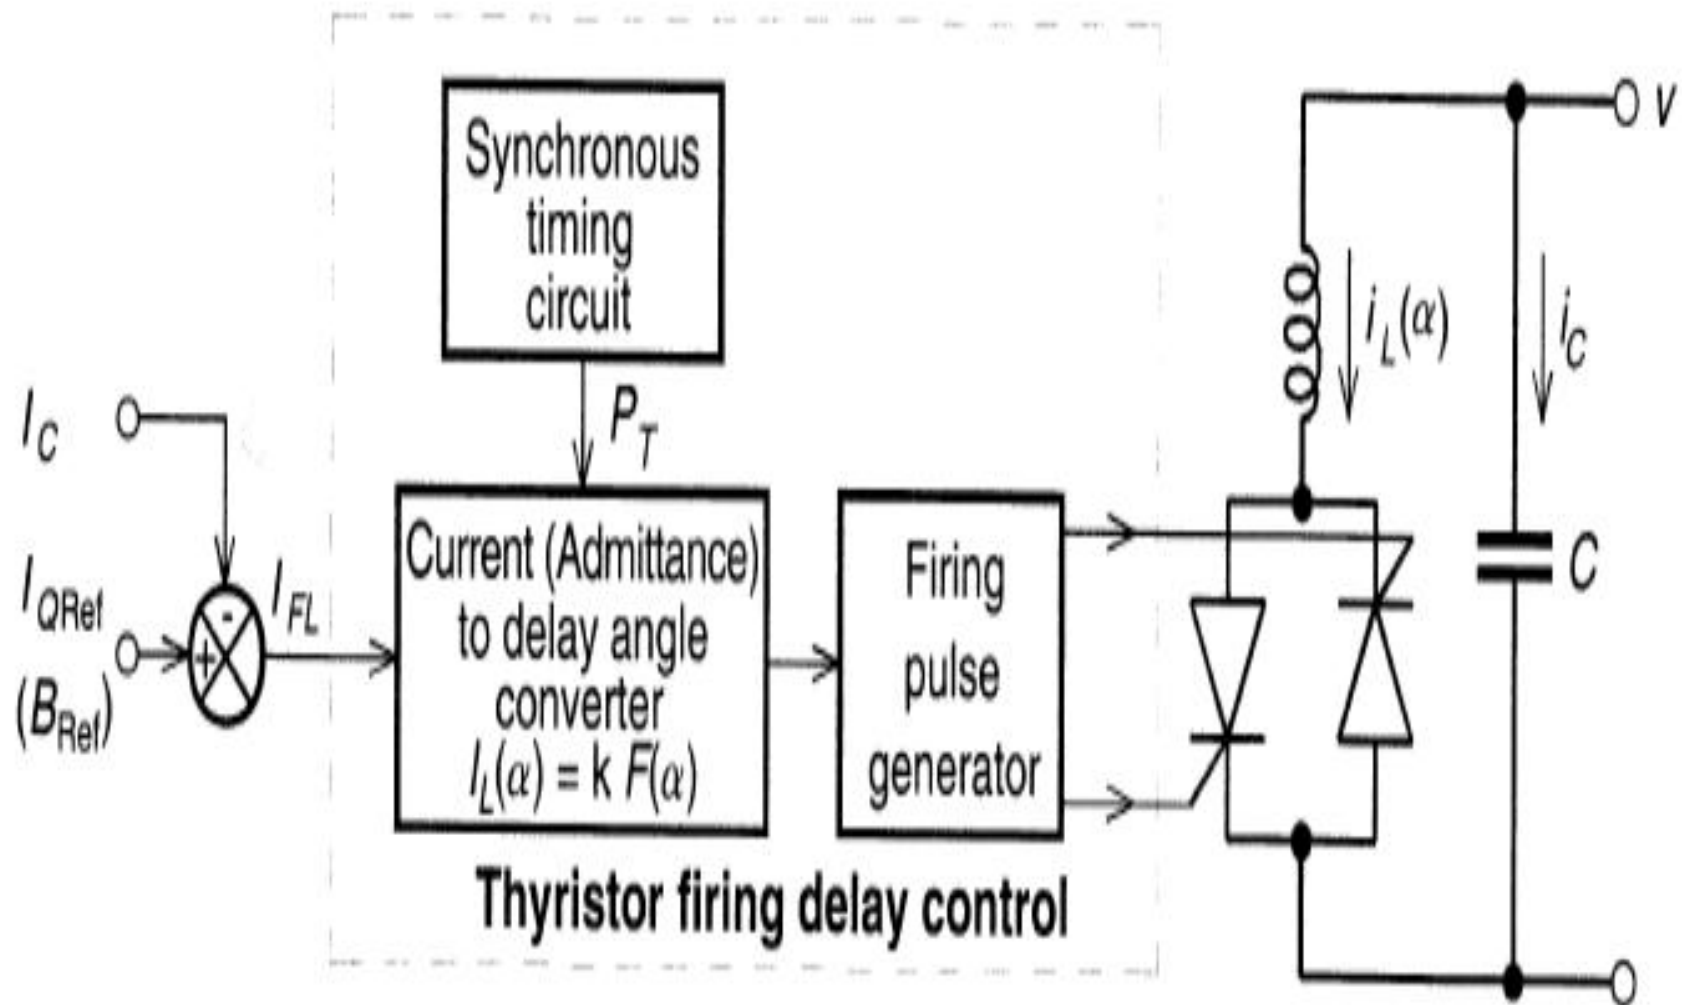 Synchronous
timing
circuit
P_T
I_C
I_QRef
(B_Ref)
-
+
I_FL
Current (Admittance)
to delay angle
converter
I_L(α) = k F(α)
Firing
pulse
generator
Thyristor firing delay control
i_L(α)
i_C
C
v